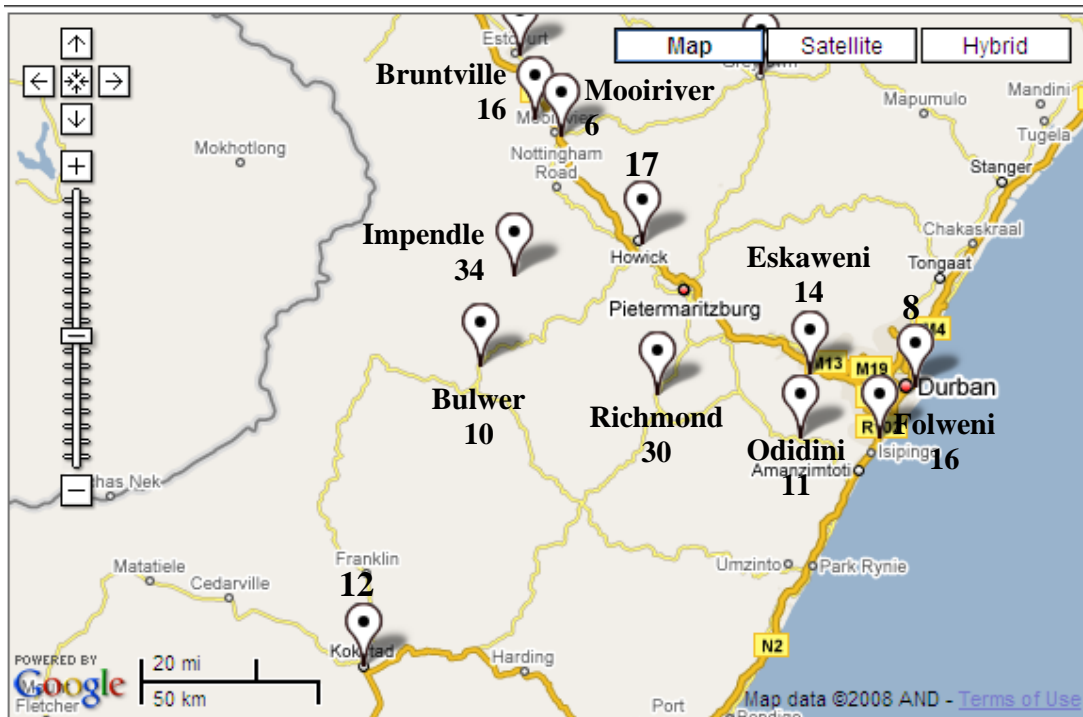 Map
Satellite
Hybrid
Bruntville
16
Mooiriver
6
Nottingham
Road
Mokhotlong
Mapumulo
Mandini
Tugela
Stanger
17
Howick
Impendle
34
Chakaskraal
Tongaat
Eskaweni
14
Pietermaritzburg
8
M4
M13
M19
Durban
Bulwer
10
Richmond
30
Odidini
11
Folweni
16
Isipingo
Amanzimtoti
Umzinto
Park Rynie
Franklin
12
Matatiele
Cedarville
Harding
N2
Port
POWERED BY
Google
Fletcher
20 mi
50 km
Map data ©2008 AND - Terms of Use